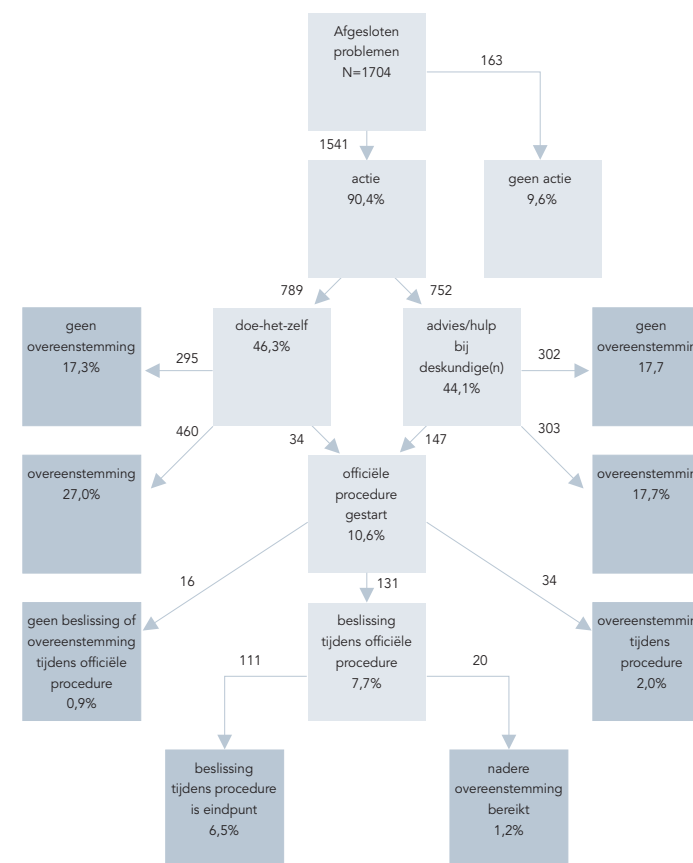 Afgesloten
problemen
N=1704
163
1541
actie
90,4%
geen actie
9,6%
789
752
geen
overeenstemming
17,3%
295
doe-het-zelf
46,3%
advies/hulp
bij
deskundige(n)
44,1%
302
geen
overeenstemmin
17,7
460
34
147
303
overeenstemming
27,0%
officiële
procedure
gestart
10,6%
overeenstemmin
17,7%
16
131
34
geen beslissing of
overeenstemming
tijdens officiële
procedure
0,9%
beslissing
tijdens officiële
procedure
7,7%
overeenstemmin
tijdens
procedure
2,0%
111
20
beslissing
tijdens procedure
is eindpunt
6,5%
nadere
overeenstemming
bereikt
1,2%